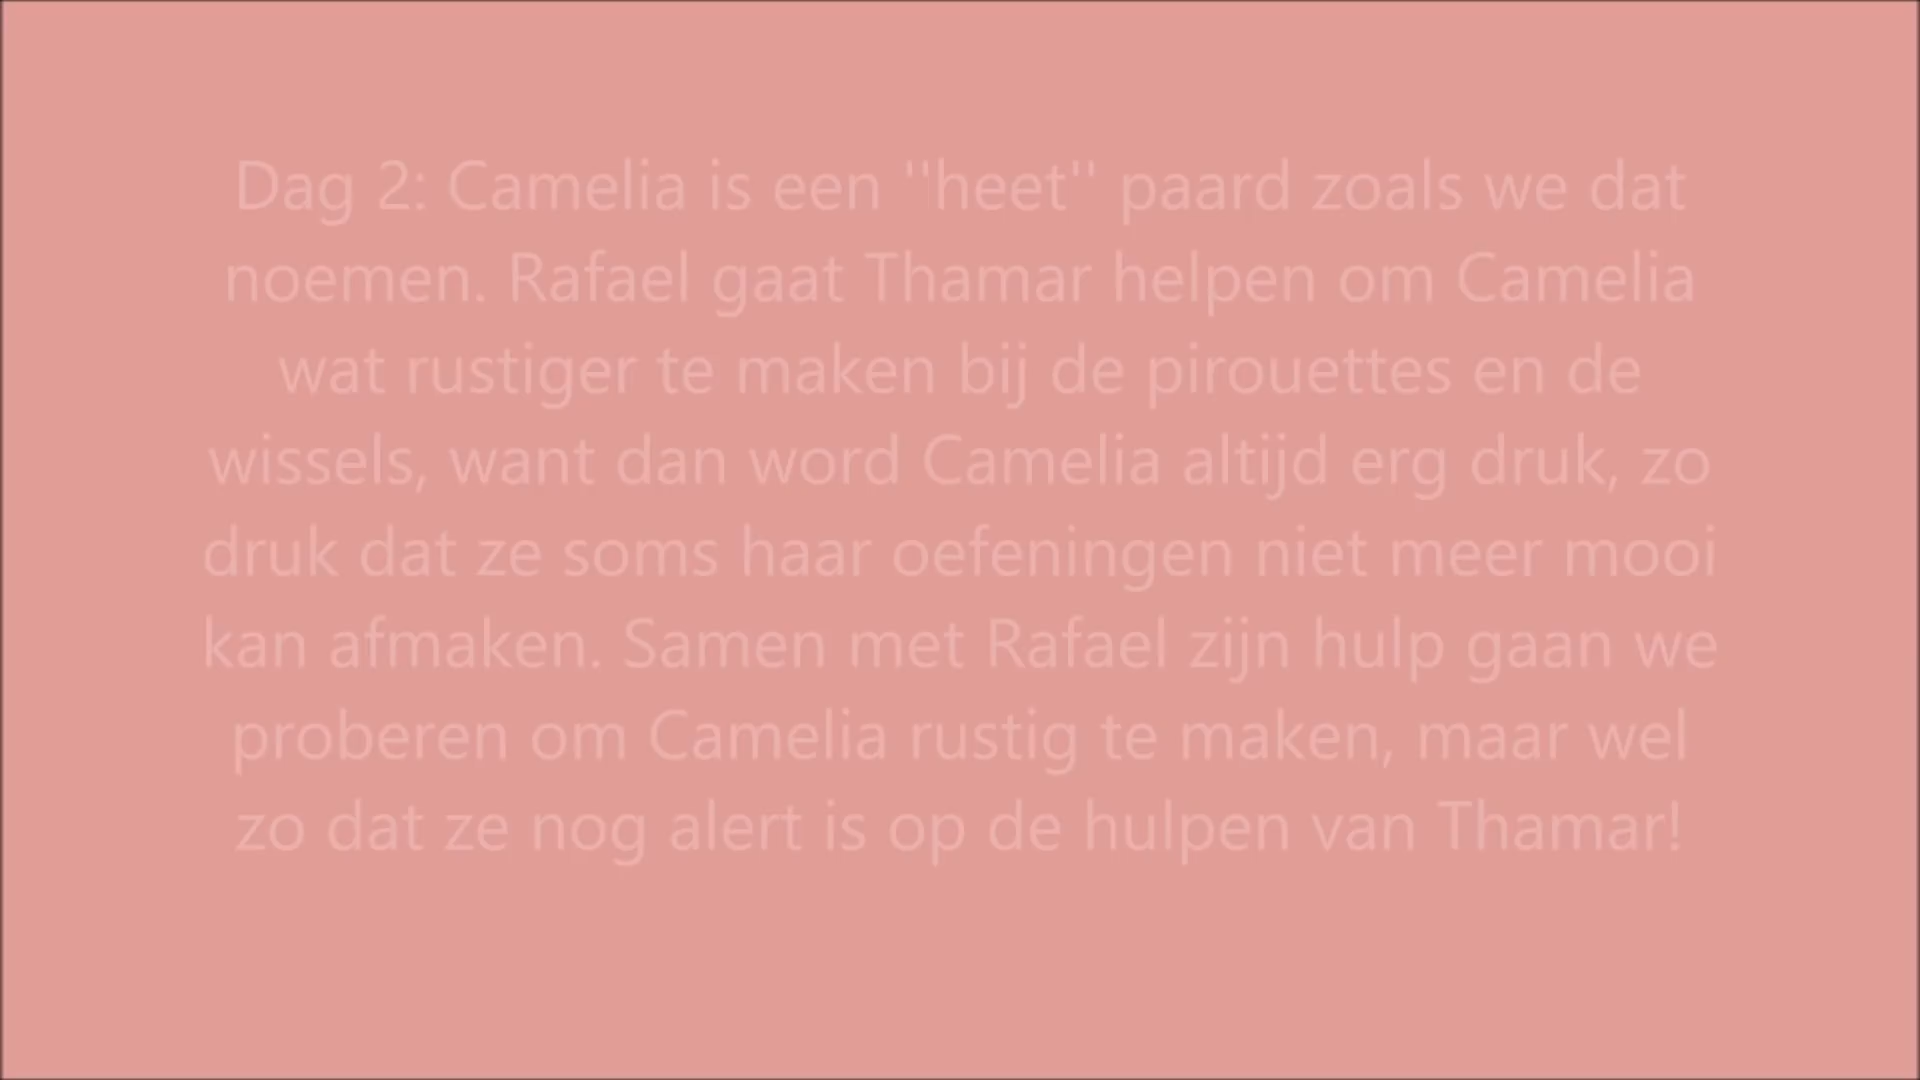 Dag 2: Camelia is een ''heet'' paard zoals we dat
noemen. Rafael gaat Thamar helpen om Camelia
wat rustiger te maken bij de pirouettes en de
wissels, want dan word Camelia altijd erg druk, zo
druk dat ze soms haar oefeningen niet meer mooi
kan afmaken. Samen met Rafael zijn hulp gaan we
proberen om Camelia rustig te maken, maar wel
zo dat ze nog alert is op de hulpen van Thamar!